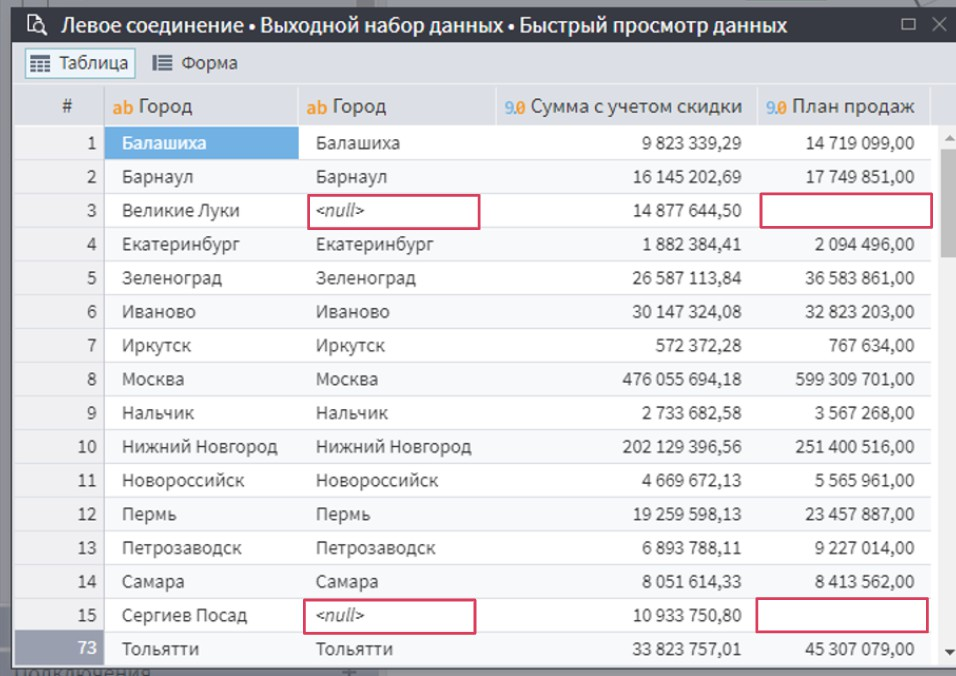 Левое соединение • Выходной набор данных • Быстрый просмотр данных
Таблица Форма
# ab Город ab Город 9.0 Сумма с учетом скидки 9.0 План продаж
1 Балашиха Балашиха 9 823 339,29 14 719 099,00
2 Барнаул Барнаул 16 145 202,69 17 749 851,00
3 Великие Луки <null> 14 877 644,50
4 Екатеринбург Екатеринбург 1 882 384,41 2 094 496,00
5 Зеленоград Зеленоград 26 587 113,84 36 583 861,00
6 Иваново Иваново 30 147 324,08 32 823 203,00
7 Иркутск Иркутск 572 372,28 767 634,00
8 Москва Москва 476 055 694,18 599 309 701,00
9 Нальчик Нальчик 2 733 682,58 3 567 268,00
10 Нижний Новгород Нижний Новгород 202 129 396,56 251 400 516,00
11 Новороссийск Новороссийск 4 669 672,13 5 565 961,00
12 Пермь Пермь 19 259 598,13 23 457 887,00
13 Петрозаводск Петрозаводск 6 893 788,11 9 227 014,00
14 Самара Самара 8 051 614,33 8 413 562,00
15 Сергиев Посад <null> 10 933 750,80
73 Тольятти Тольятти 33 823 757,01 45 307 079,00
Подключения